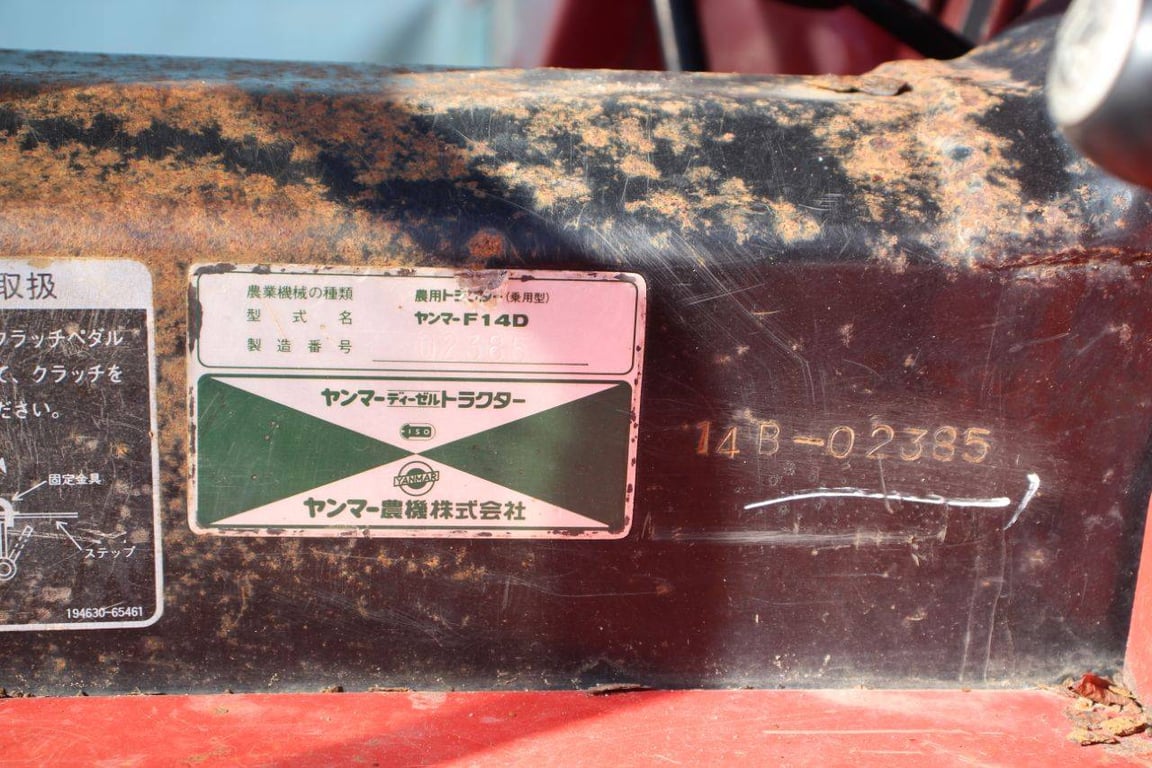 取扱
クラッチペダル
て、クラッチを
ださい。
固定金具
ステップ
194630-65461
農業機械の種類 農用トラクター(乗用型)
型式名 ヤンマーF14D
製造番号 02385
ヤンマーディーゼルトラクター
ISO
YANMAR
ヤンマー農機株式会社
14B-02385